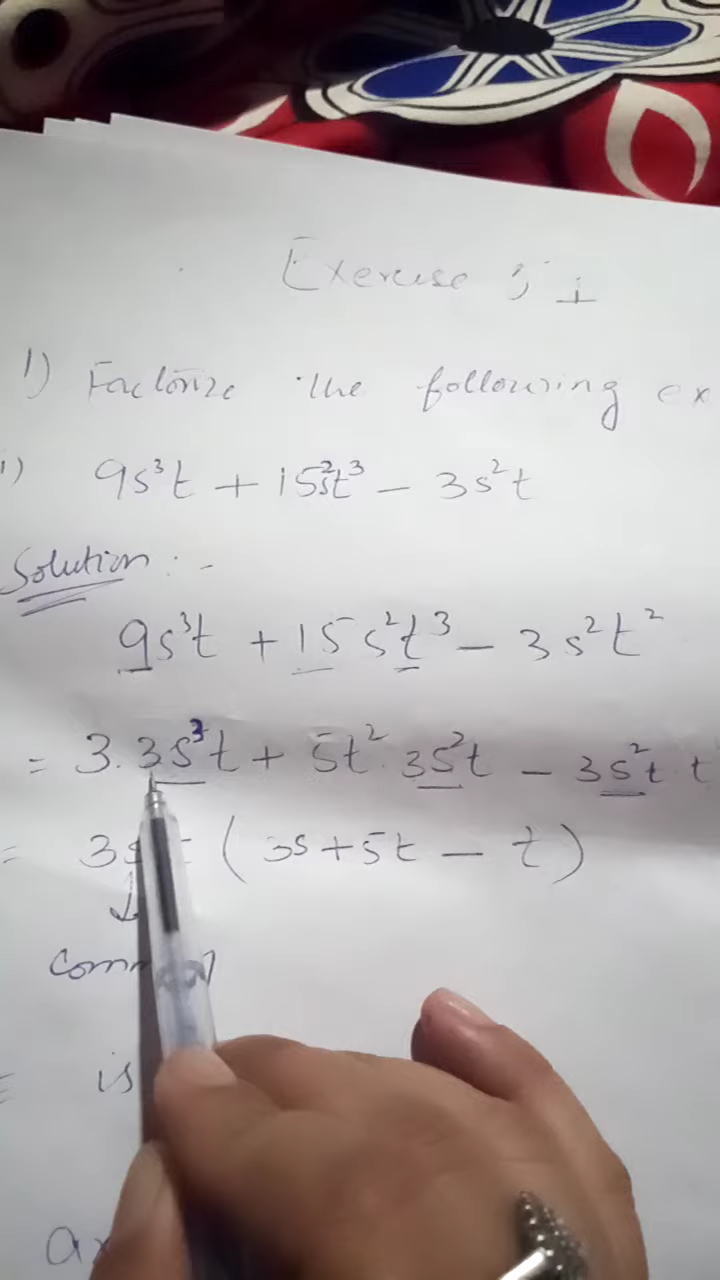 Exercise 5.1
1) Factorize the following ex
i) 9s³t + 15s²t³ - 3s²t
Solution :-
9s³t + 15s²t³ - 3s²t²
= 3.3s³t + 5t².3s²t - 3s²t.t
= 3s (3s+5t - t)
↓
is